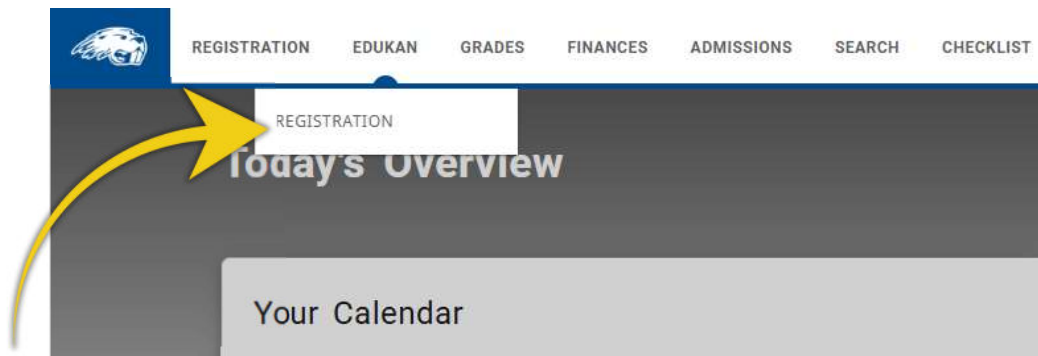 REGISTRATION EDUKAN GRADES FINANCES ADMISSIONS SEARCH CHECKLIST
REGISTRATION
Today's Overview
Your Calendar